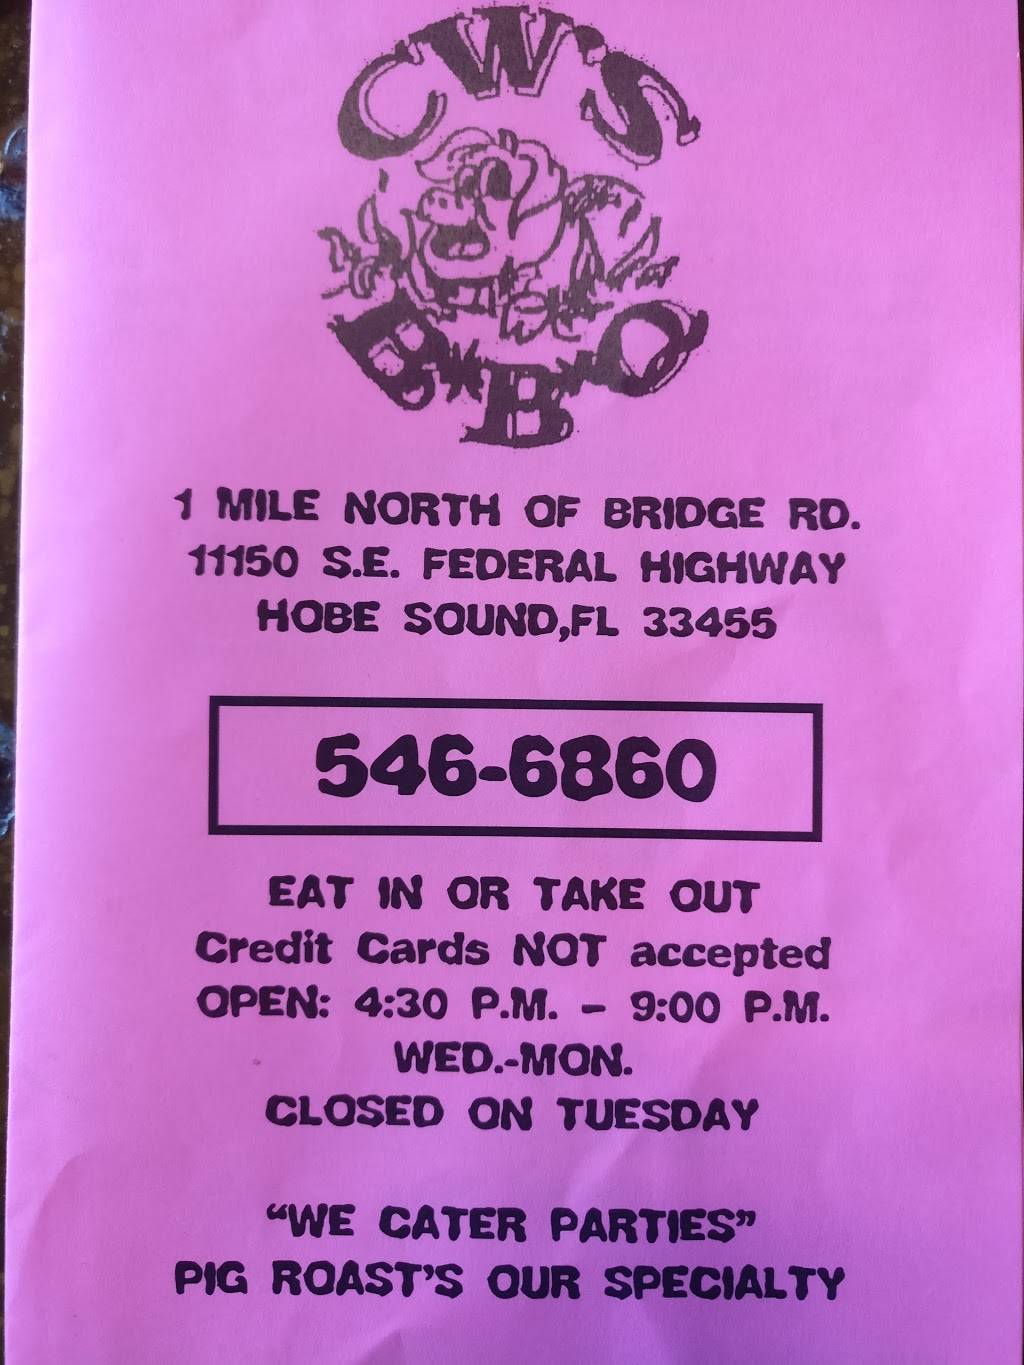 CW'S
B-B-Q
1 MILE NORTH OF BRIDGE RD.
11150 S.E. FEDERAL HIGHWAY
HOBE SOUND,FL 33455
546-6860
EAT IN OR TAKE OUT
Credit Cards NOT accepted
OPEN: 4:30 P.M. – 9:00 P.M.
WED.-MON.
CLOSED ON TUESDAY
“WE CATER PARTIES”
PIG ROAST'S OUR SPECIALTY